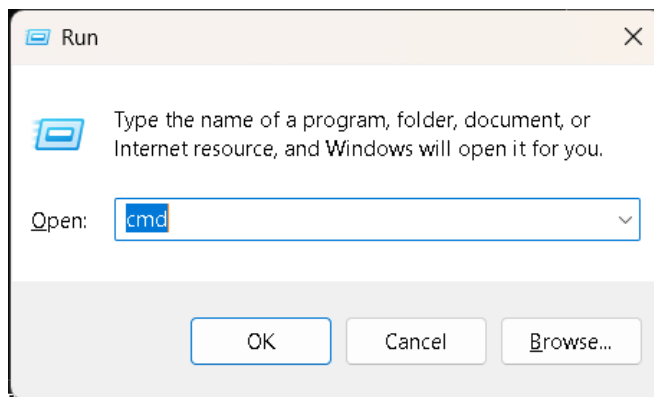 Run
Type the name of a program, folder, document, or
Internet resource, and Windows will open it for you.
Open: cmd
OK Cancel Browse...